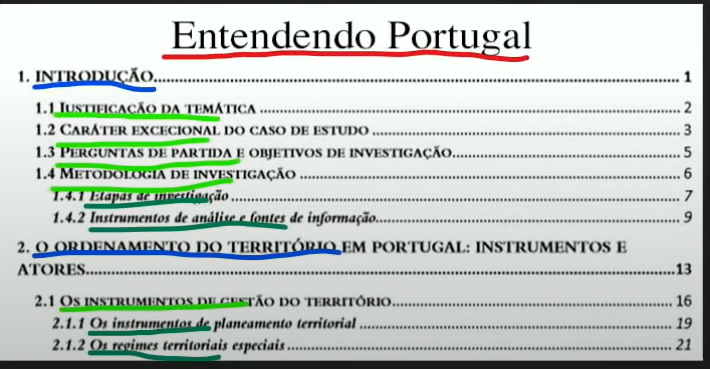 Entendendo Portugal
1. INTRODUÇÃO 1
1.1 JUSTIFICAÇÃO DA TEMÁTICA 2
1.2 CARÁTER EXCECIONAL DO CASO DE ESTUDO 3
1.3 PERGUNTAS DE PARTIDA E OBJETIVOS DE INVESTIGAÇÃO 5
1.4 METODOLOGIA DE INVESTIGAÇÃO 6
1.4.1 Etapas de investigação 7
1.4.2 Instrumentos de análise e fontes de informação 9
2. O ORDENAMENTO DO TERRITÓRIO EM PORTUGAL: INSTRUMENTOS E
ATORES 13
2.1 OS INSTRUMENTOS DE GESTÃO DO TERRITÓRIO 16
2.1.1 Os instrumentos de planeamento territorial 19
2.1.2 Os regimes territoriais especiais 21